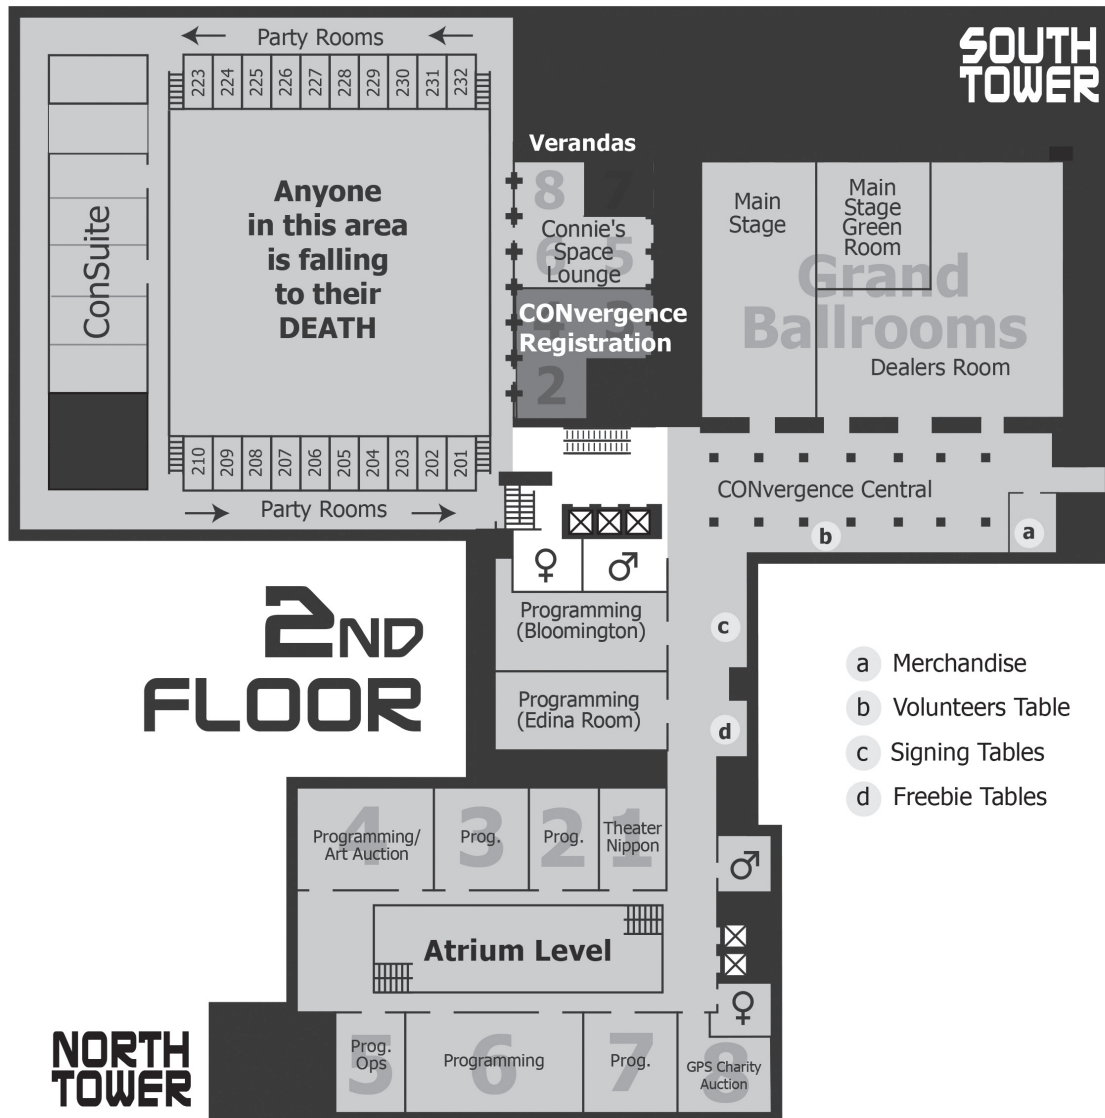 Party Rooms
223
224
225
226
227
228
229
230
231
232
SOUTH
TOWER
Verandas
8
7
Connie's
Space
Lounge
6
5
CONvergence
Registration
4
3
2
ConSuite
Anyone
in this area
is falling
to their
DEATH
Main
Stage
Main
Stage
Green
Room
Grand
Ballrooms
Dealers Room
210
209
208
207
206
205
204
203
202
201
Party Rooms
CONvergence Central
b
a
2ND
FLOOR
Programming
(Bloomington)
c
Programming
(Edina Room)
d
a Merchandise
b Volunteers Table
c Signing Tables
d Freebie Tables
4
Programming/
Art Auction
3
Prog.
2
Prog.
1
Theater
Nippon
Atrium Level
NORTH
TOWER
5
Prog.
Ops
6
Programming
7
Prog.
8
GPS Charity
Auction